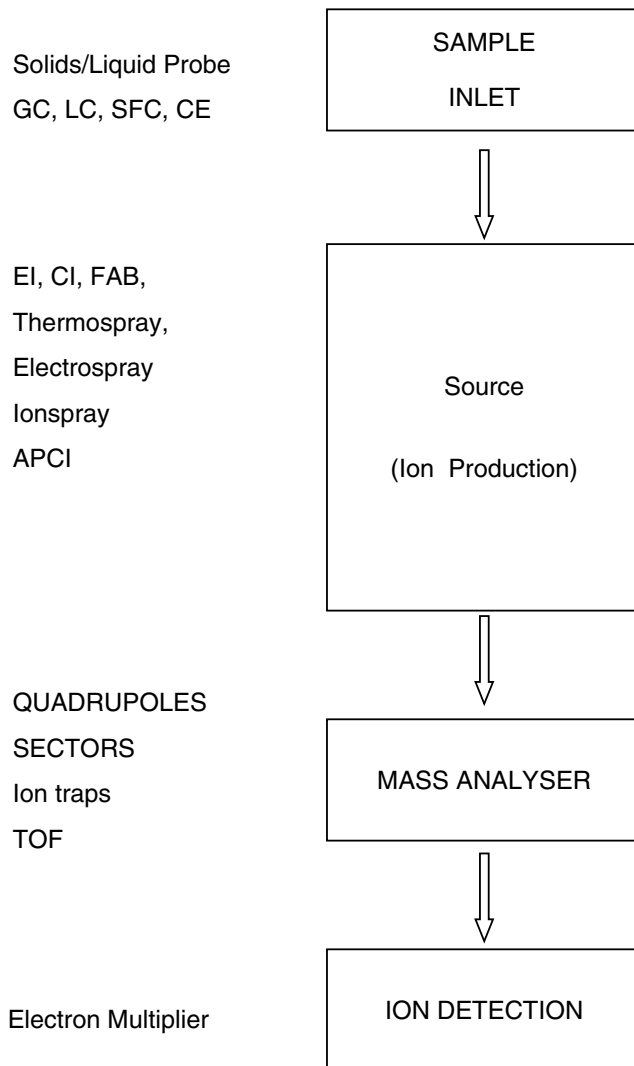 Solids/Liquid Probe
GC, LC, SFC, CE
SAMPLE
INLET
EI, CI, FAB,
Thermospray,
Electrospray
Ionspray
APCI
Source
(Ion Production)
QUADRUPOLES
SECTORS
Ion traps
TOF
MASS ANALYSER
Electron Multiplier
ION DETECTION